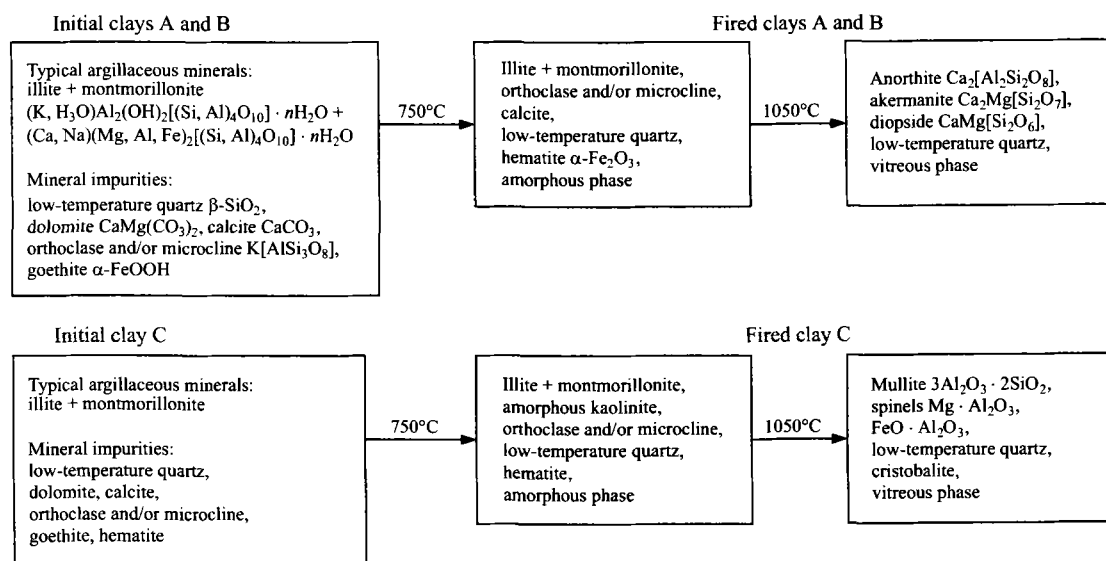 Initial clays A and B
Fired clays A and B
Typical argillaceous minerals:
illite + montmorillonite
(K, H₃O)Al₂(OH)₂[(Si, Al)₄O₁₀] · nH₂O +
(Ca, Na)(Mg, Al, Fe)₂[(Si, Al)₄O₁₀] · nH₂O
Mineral impurities:
low-temperature quartz β-SiO₂,
dolomite CaMg(CO₃)₂, calcite CaCO₃,
orthoclase and/or microcline K[AlSi₃O₈],
goethite α-FeOOH
750°C
Illite + montmorillonite,
orthoclase and/or microcline,
calcite,
low-temperature quartz,
hematite α-Fe₂O₃,
amorphous phase
1050°C
Anorthite Ca₂[Al₂Si₂O₈],
akermanite Ca₂Mg[Si₂O₇],
diopside CaMg[Si₂O₆],
low-temperature quartz,
vitreous phase
Initial clay C
Fired clay C
Typical argillaceous minerals:
illite + montmorillonite
Mineral impurities:
low-temperature quartz,
dolomite, calcite,
orthoclase and/or microcline,
goethite, hematite
750°C
Illite + montmorillonite,
amorphous kaolinite,
orthoclase and/or microcline,
low-temperature quartz,
hematite,
amorphous phase
1050°C
Mullite 3Al₂O₃ · 2SiO₂,
spinels Mg · Al₂O₃,
FeO · Al₂O₃,
low-temperature quartz,
cristobalite,
vitreous phase